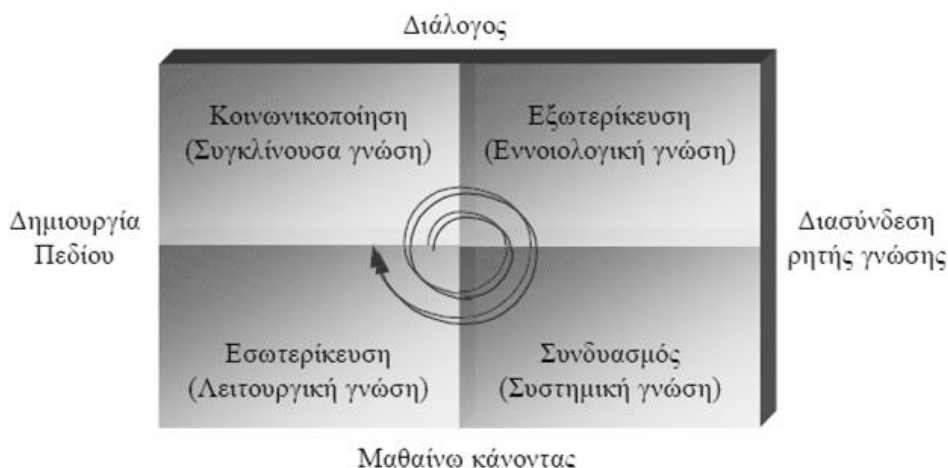 Διάλογος
Κοινωνικοποίηση
(Συγκλίνουσα γνώση)
Εξωτερίκευση
(Εννοιολογική γνώση)
Δημιουργία
Πεδίου
Διασύνδεση
ρητής γνώσης
Εσωτερίκευση
(Λειτουργική γνώση)
Συνδυασμός
(Συστημική γνώση)
Μαθαίνω κάνοντας